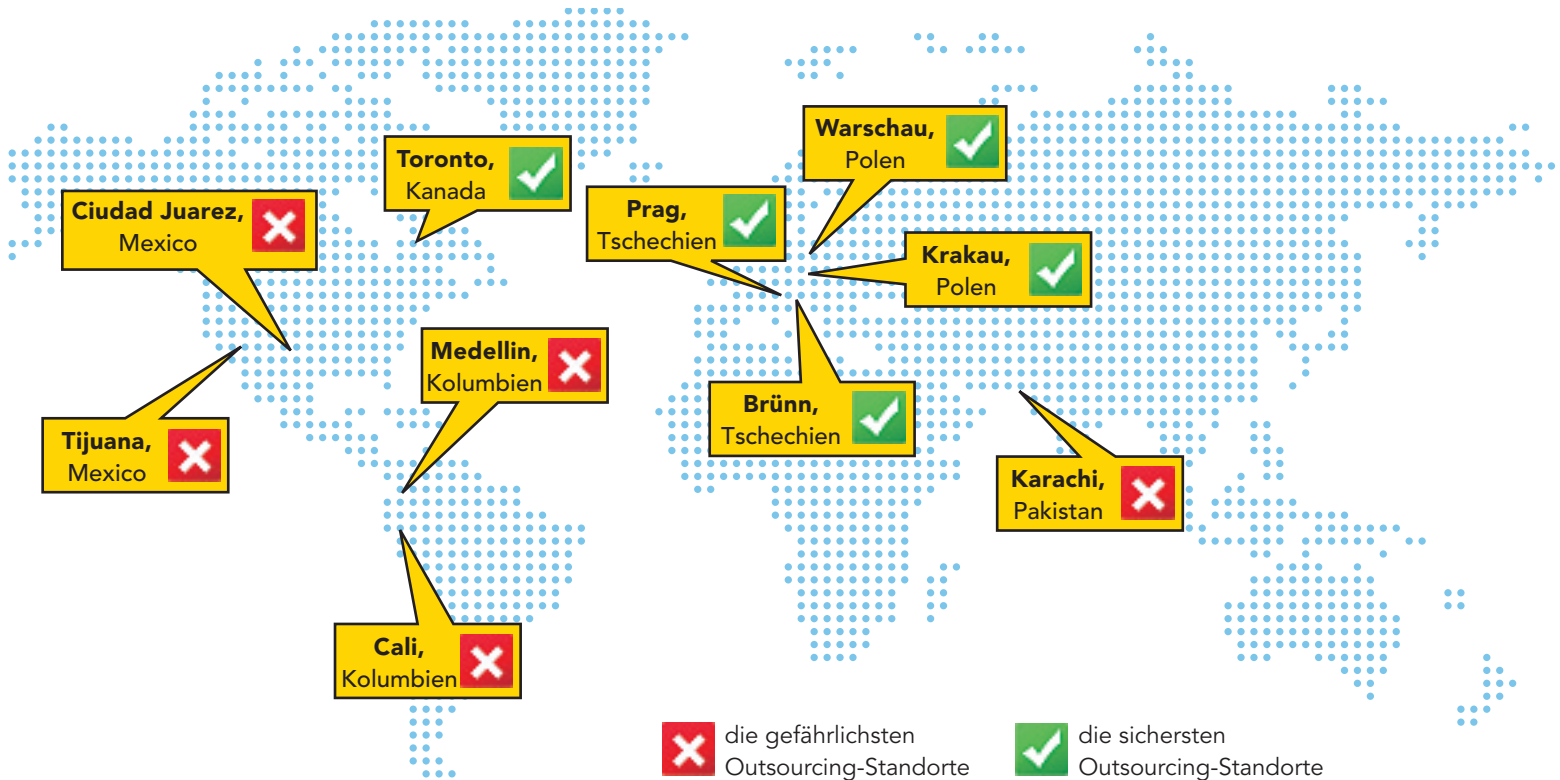 Warschau,
Polen
Toronto,
Kanada
Prag,
Tschechien
Ciudad Juarez,
Mexico
Krakau,
Polen
Medellin,
Kolumbien
Brünn,
Tschechien
Tijuana,
Mexico
Karachi,
Pakistan
Cali,
Kolumbien
die gefährlichsten
Outsourcing-Standorte
die sichersten
Outsourcing-Standorte